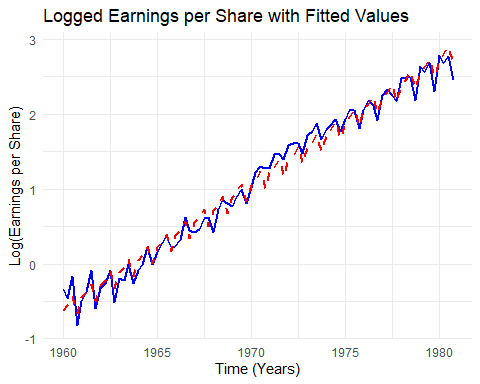 Logged Earnings per Share with Fitted Values
3
2
1
0
-1
Log(Earnings per Share)
1960 1965 1970 1975 1980
Time (Years)